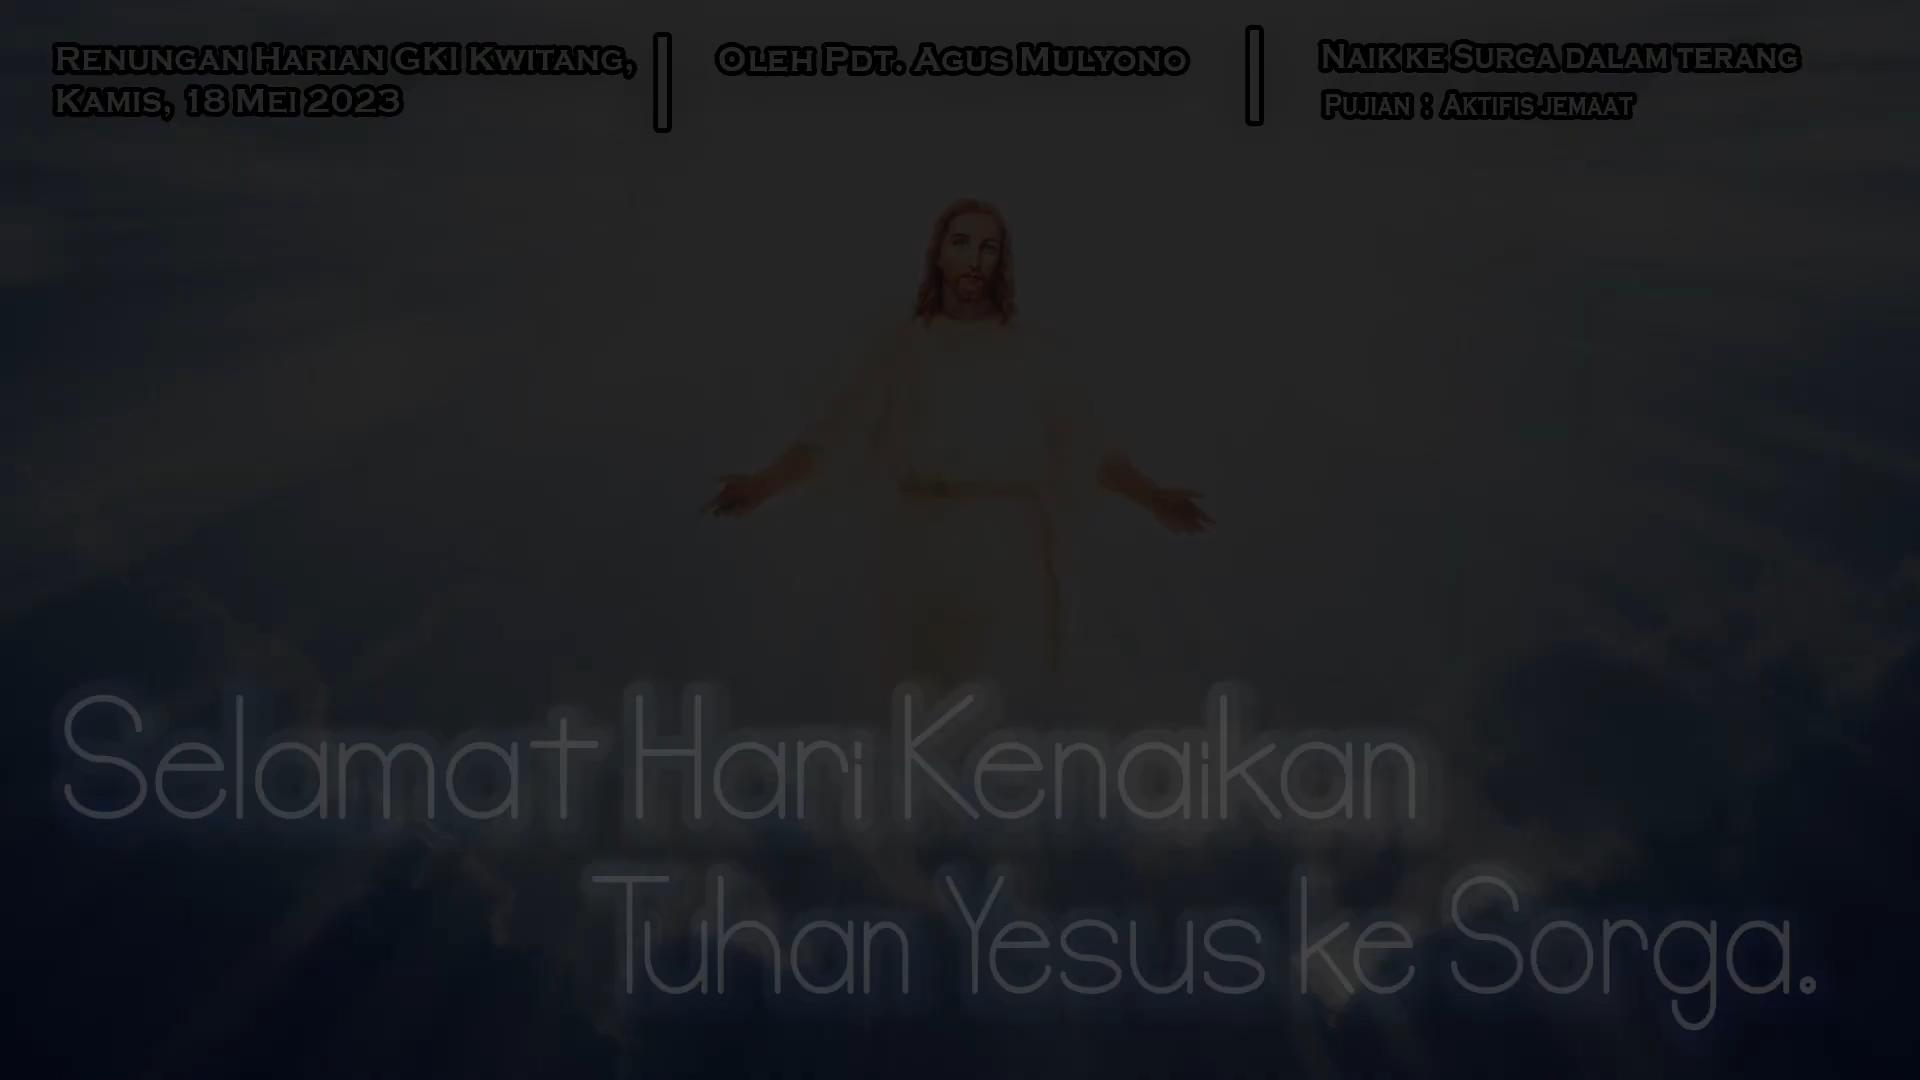 Renungan Harian GKI Kwitang,
Kamis, 18 Mei 2023
Oleh Pdt. Agus Mulyono
Naik ke Surga dalam terang
Pujian : Aktifis jemaat
Selamat Hari Kenaikan
Tuhan Yesus ke Sorga.